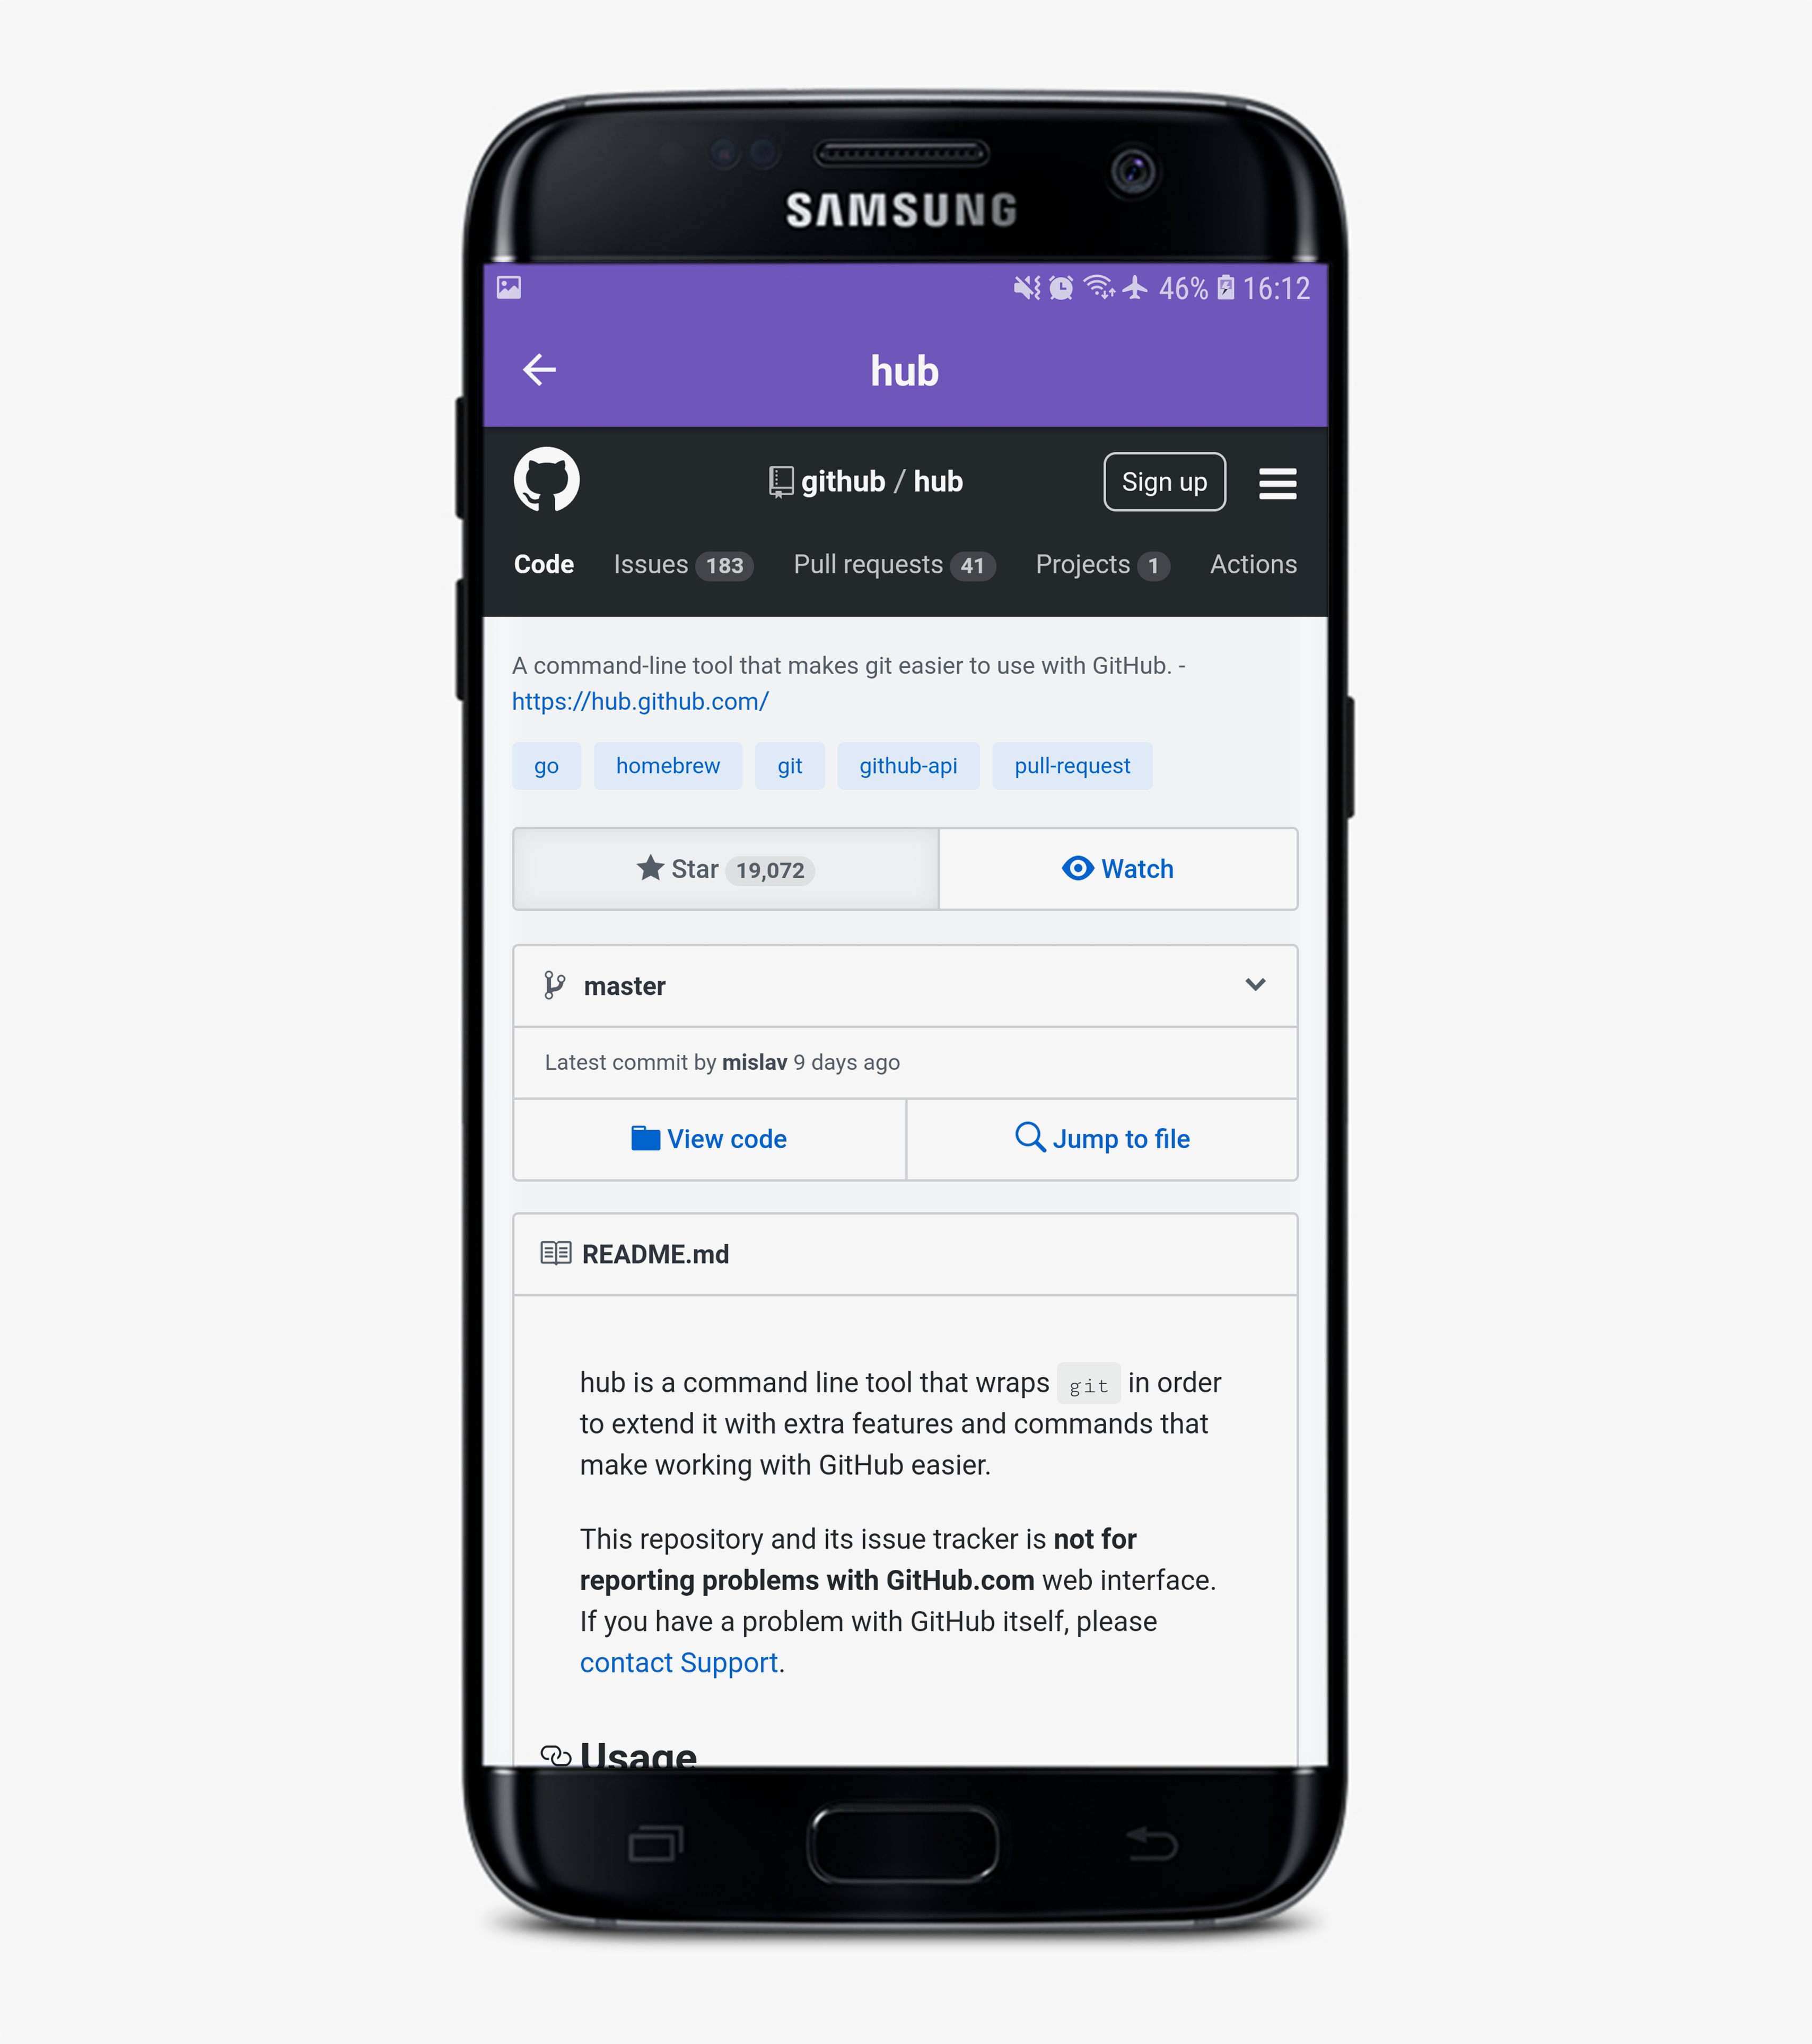 SAMSUNG
46% 16:12
hub
github / hub Sign up
Code Issues 183 Pull requests 41 Projects 1 Actions
A command-line tool that makes git easier to use with GitHub. -
https://hub.github.com/
go homebrew git github-api pull-request
Star 19,072 Watch
master
Latest commit by mislav 9 days ago
View code Jump to file
README.md
hub is a command line tool that wraps git in order
to extend it with extra features and commands that
make working with GitHub easier.
This repository and its issue tracker is not for
reporting problems with GitHub.com web interface.
If you have a problem with GitHub itself, please
contact Support.
Usage